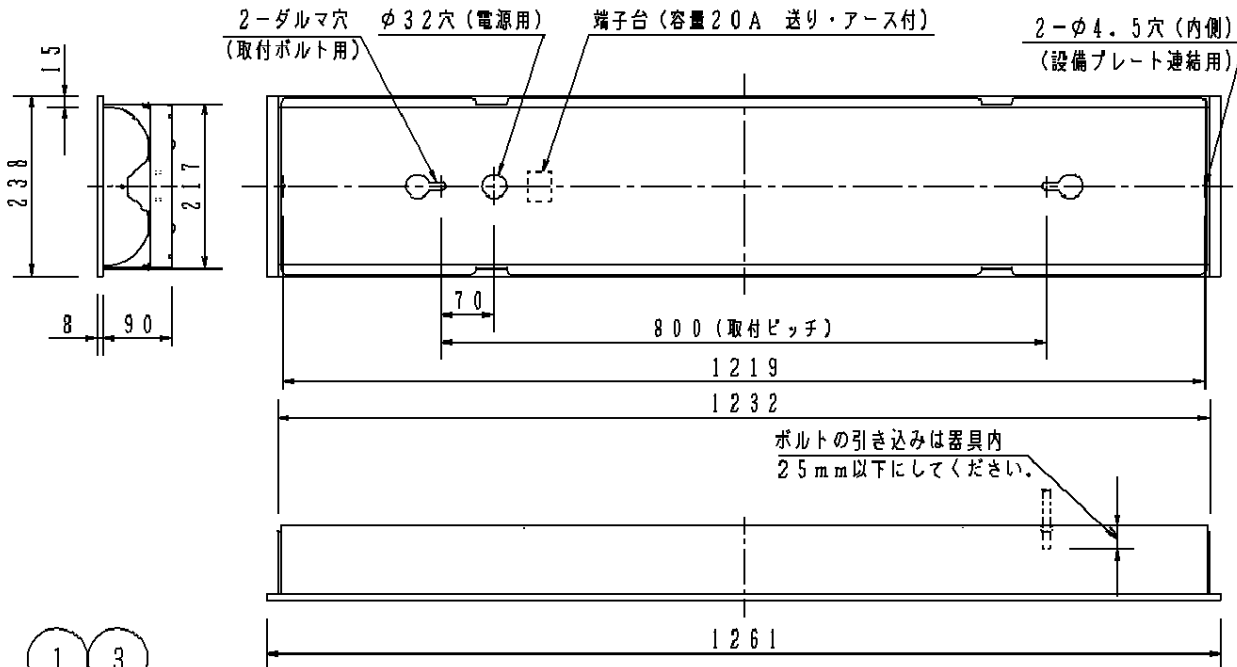 2-ダルマ穴
(取付ボルト用)
φ32穴(電源用)
端子台(容量20A 送り・アース付)
2-φ4.5穴(内側)
(設備プレート連結用)
15
238
217
8
90
70
800(取付ピッチ)
1219
1232
ボルトの引き込みは器具内
25mm以下にしてください.
1261
1
3